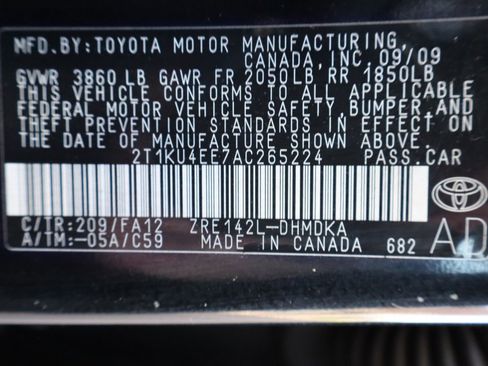 MFD.BY:TOYOTA MOTOR MANUFACTURING,
CANADA,INC.09/09
GVWR 3860LB GAWR FR 2050LB,RR 1850LB
THIS VEHICLE CONFORMS TO ALL APPLICABLE
FEDERAL MOTOR VEHICLE SAFETY,BUMPER,AND
THEFT PREVENTION STANDARDS IN EFFECT ON
THE DATE OF MANUFACTURE SHOWN ABOVE.
2T1KU4EE7AC265224 PASS.CAR
C/TR:209/FA12 ZRE142L-DHMDKA
A/TM:-05A/C59 MADE IN CANADA 682
AD